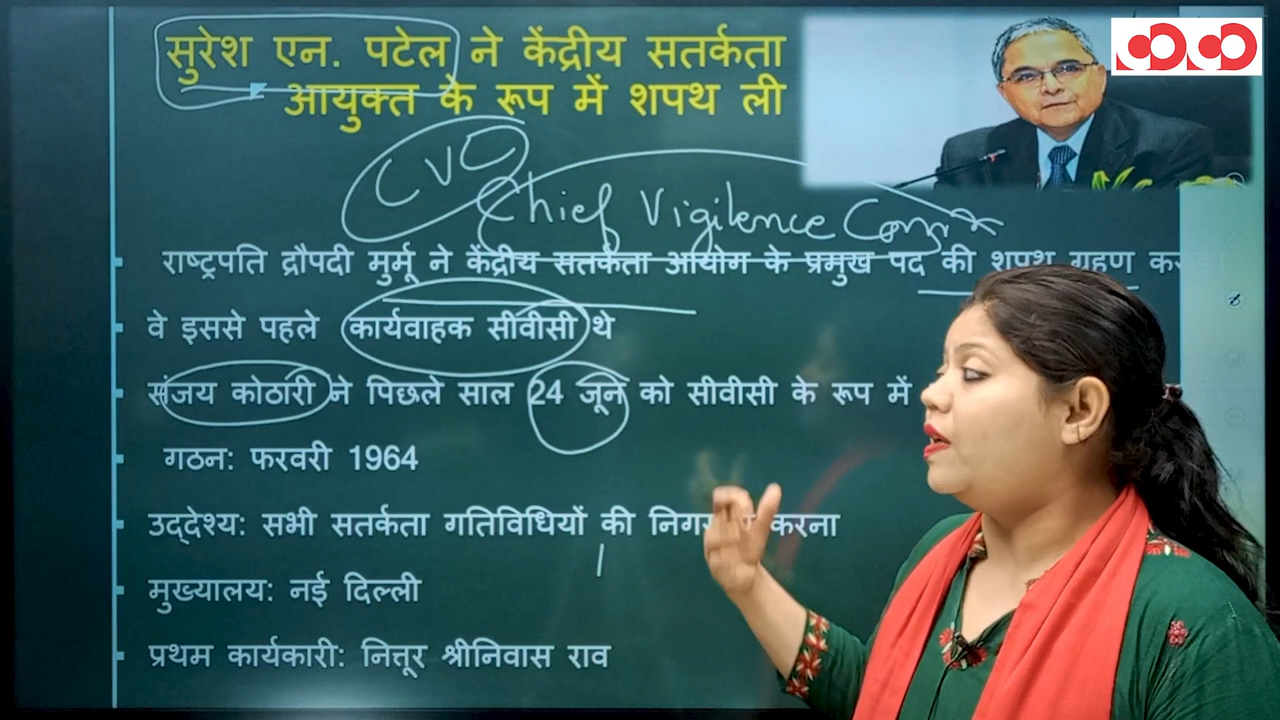 सुरेश एन. पटेल ने केंद्रीय सतर्कता
आयुक्त के रूप में शपथ ली
CVC
Chief Vigilence
राष्ट्रपति द्रौपदी मुर्मू ने केंद्रीय सतर्कता आयोग के प्रमुख पद की शपथ ग्रहण
वे इससे पहले कार्यवाहक सीवीसी थे
संजय कोठारी ने पिछले साल 24 जून को सीवीसी के रूप में
गठन: फरवरी 1964
उद्देश्य: सभी सतर्कता गतिविधियों की करना
मुख्यालय: नई दिल्ली
प्रथम कार्यकारी: नित्तूर श्रीनिवास राव